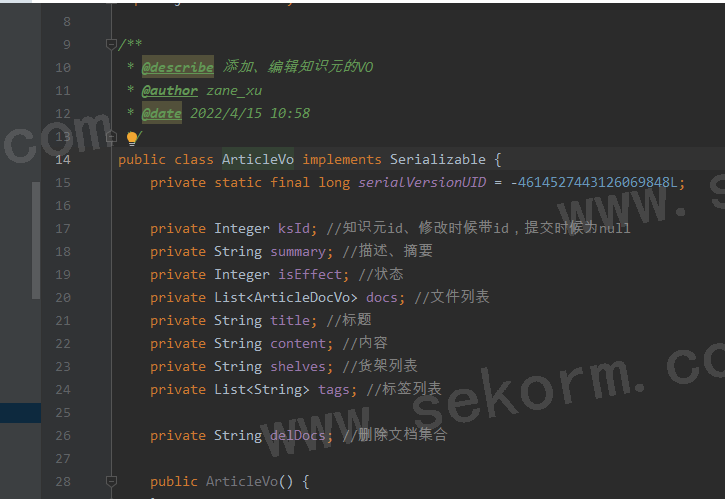 8
9 /**
10 * @describe 添加、编辑知识元的VO
11 * @author zane_xu
12 * @date 2022/4/15 10:58
13 */
14 public class ArticleVo implements Serializable {
15 private static final long serialVersionUID = -4614527443126069848L;
16
17 private Integer ksId; //知识元id、修改时候带id，提交时候为null
18 private String summary; //描述、摘要
19 private Integer isEffect; //状态
20 private List<ArticleDocVo> docs; //文件列表
21 private String title; //标题
22 private String content; //内容
23 private String shelves; //货架列表
24 private List<String> tags; //标签列表
25
26 private String delDocs; //删除文档集合
27
28 public ArticleVo() {
com
www.s
www.sekorm.co